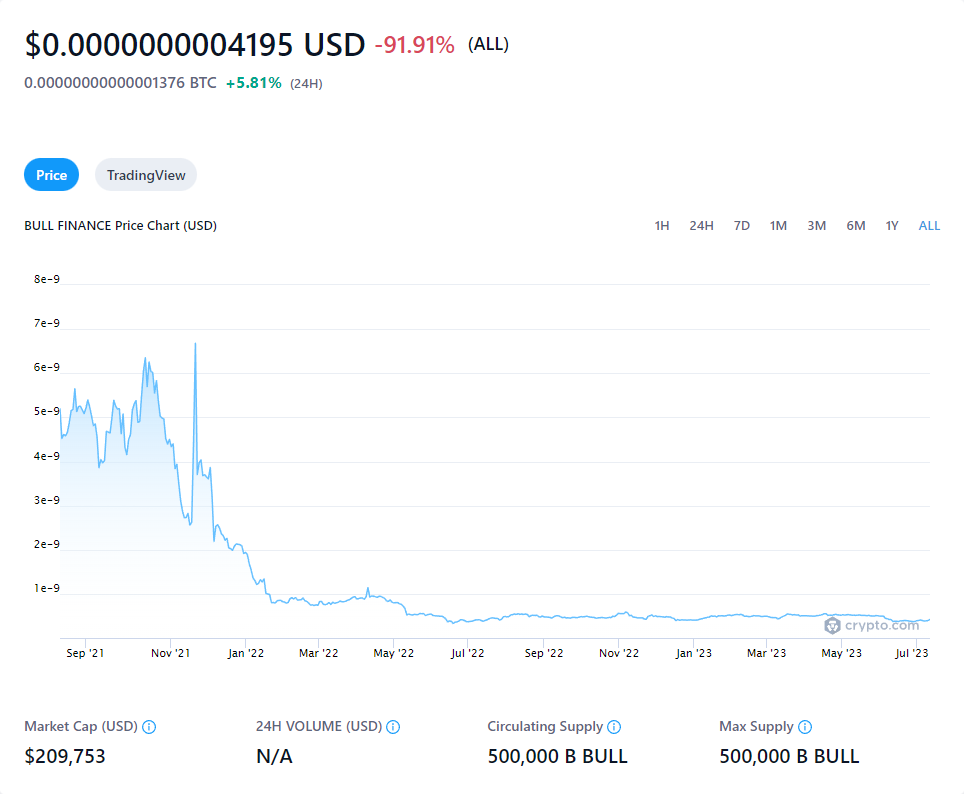 $0.0000000004195 USD -91.91% (ALL)
0.00000000000001376 BTC +5.81% (24H)
Price TradingView
BULL FINANCE Price Chart (USD) 1H 24H 7D 1M 3M 6M 1Y ALL
8e-9
7e-9
6e-9
5e-9
4e-9
3e-9
2e-9
1e-9
crypto.com
Sep '21 Nov '21 Jan '22 Mar '22 May '22 Jul '22 Sep '22 Nov '22 Jan '23 Mar '23 May '23 Jul '23
Market Cap (USD) 24H VOLUME (USD) Circulating Supply Max Supply
$209,753 N/A 500,000 B BULL 500,000 B BULL